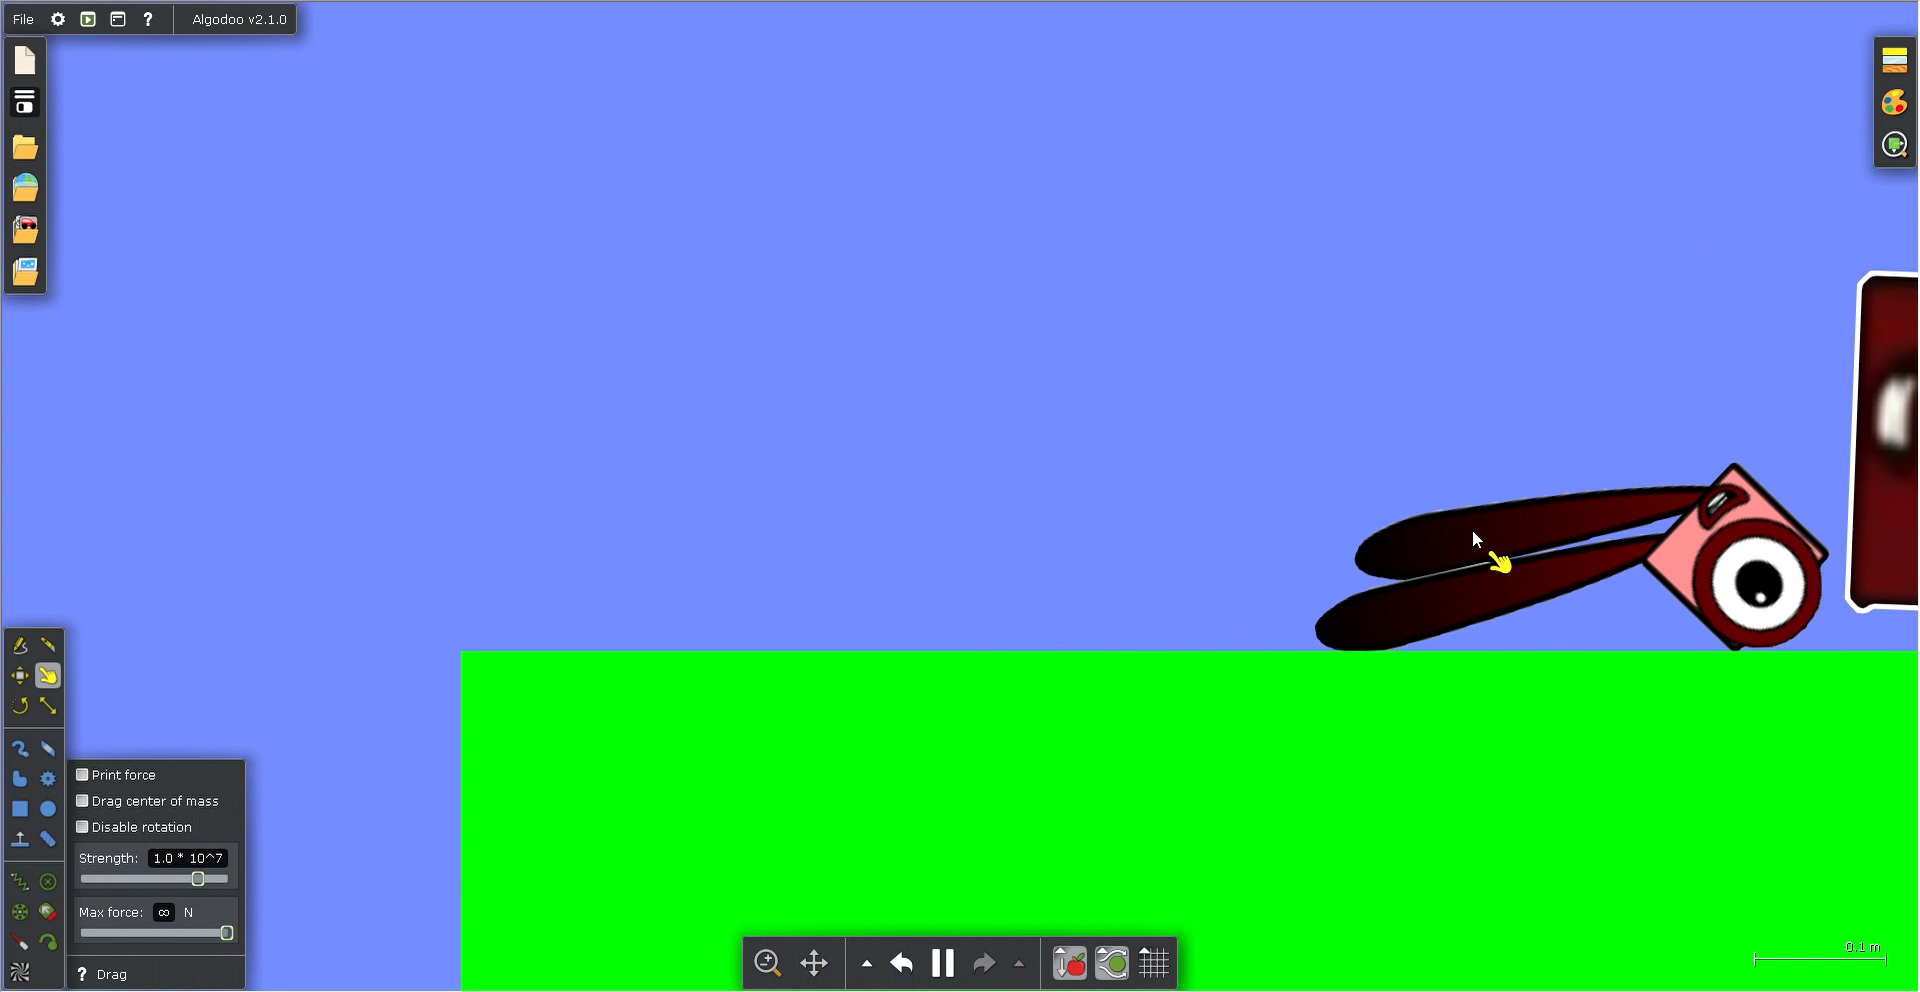 File ? Algodoo v2.1.0
Print force
Drag center of mass
Disable rotation
Strength: 1.0 * 10^7
Max force: ∞ N
? Drag
0.1 m